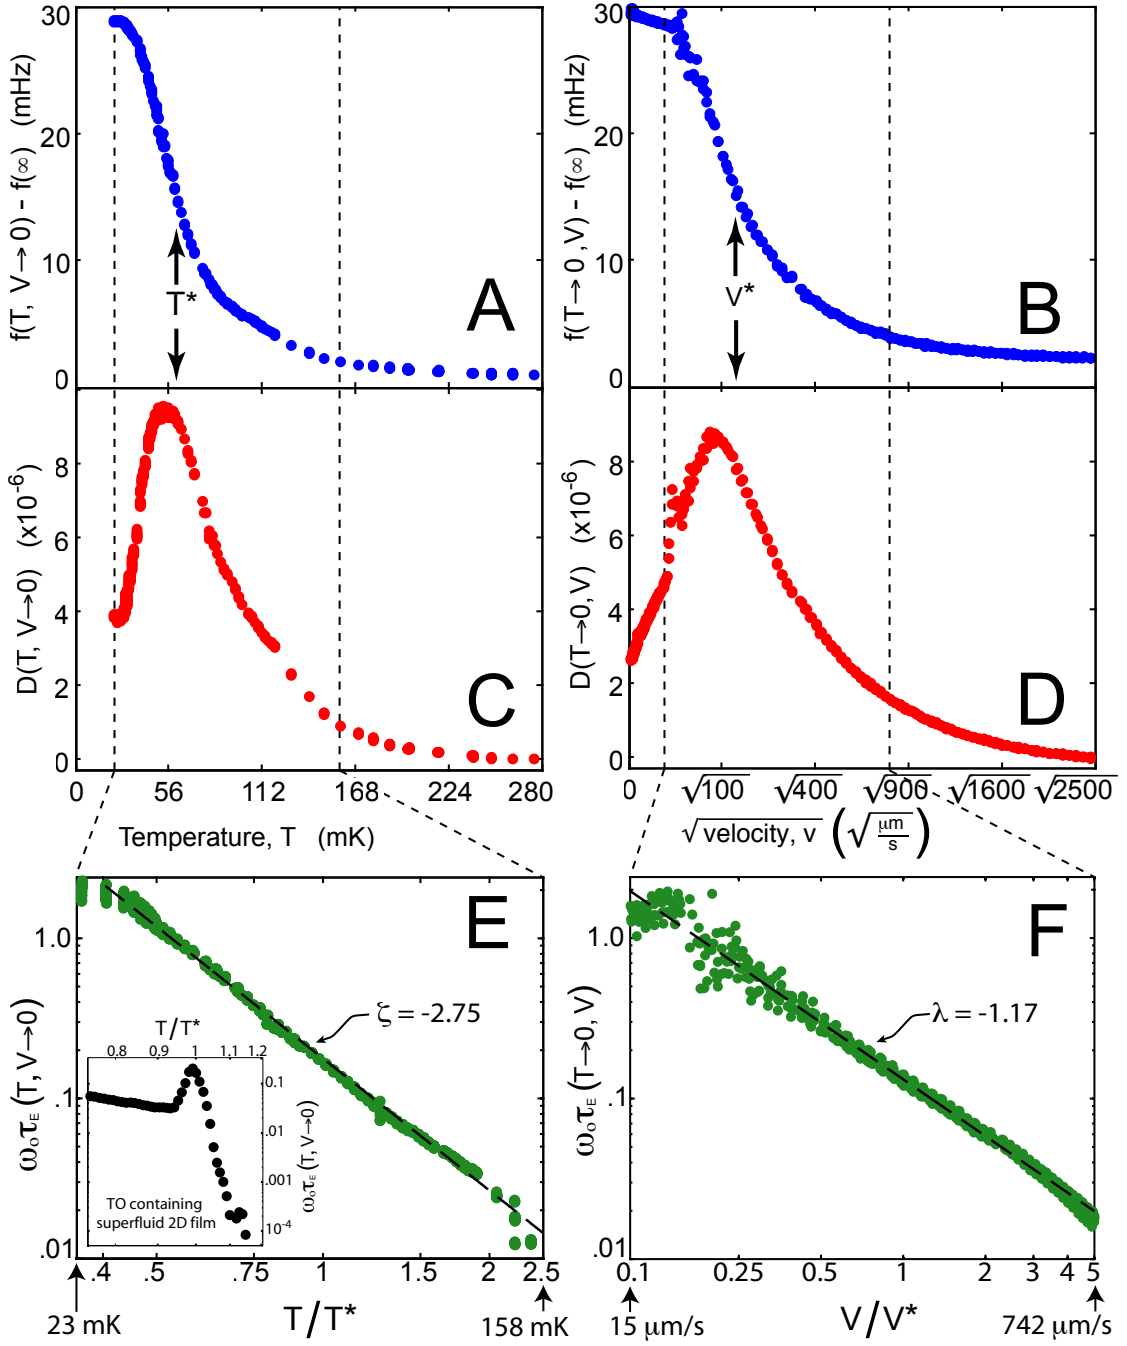 30
20
10
0
f(T, V→0) - f(∞) (mHz)
T*
A
30
20
10
0
f(T→0,V) - f(∞) (mHz)
V*
B
8
6
4
2
0
D(T, V→0) (x10-6)
C
0 56 112 168 224 280
Temperature, T (mK)
8
6
4
2
0
D(T→0,V) (x10-6)
D
0 √100 √400 √900 √1600 √2500
√velocity, v (√μm/s)
1.0
.1
.01
ω₀τE (T, V→0)
E
ζ = -2.75
T/T*
0.8 0.9 1 1.1 1.2
0.1
.01
.001
10-4
ω₀τE (T, V→0)
TO containing
superfluid 2D film
.4 .5 .75 1 1.5 2 2.5
23 mK T/T* 158 mK
1.0
.1
.01
ω₀τE (T→0, V)
F
λ = -1.17
0.1 0.25 0.5 1 2 3 4 5
15 μm/s V/V* 742 μm/s